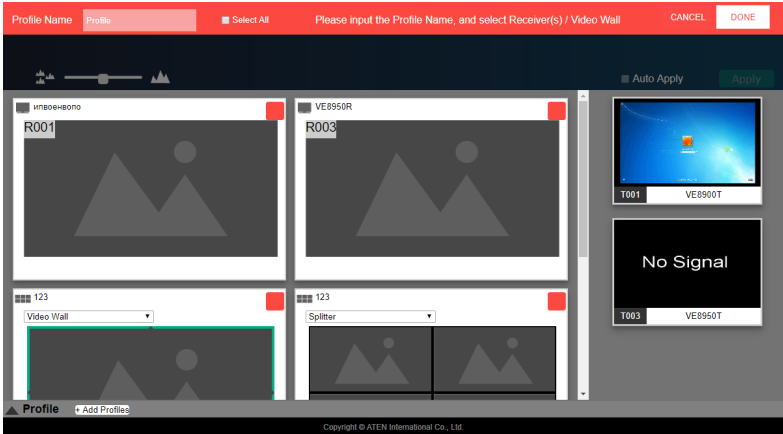 Profile Name Profile Select All Please input the Profile Name, and select Receiver(s) / Video Wall CANCEL DONE
Auto Apply Apply
ипвоенвопо
R001
VE8950R
R003
T001 VE8900T
No Signal
T003 VE8950T
123
Video Wall
123
Splitter
Profile + Add Profiles
Copyright © ATEN International Co., Ltd.